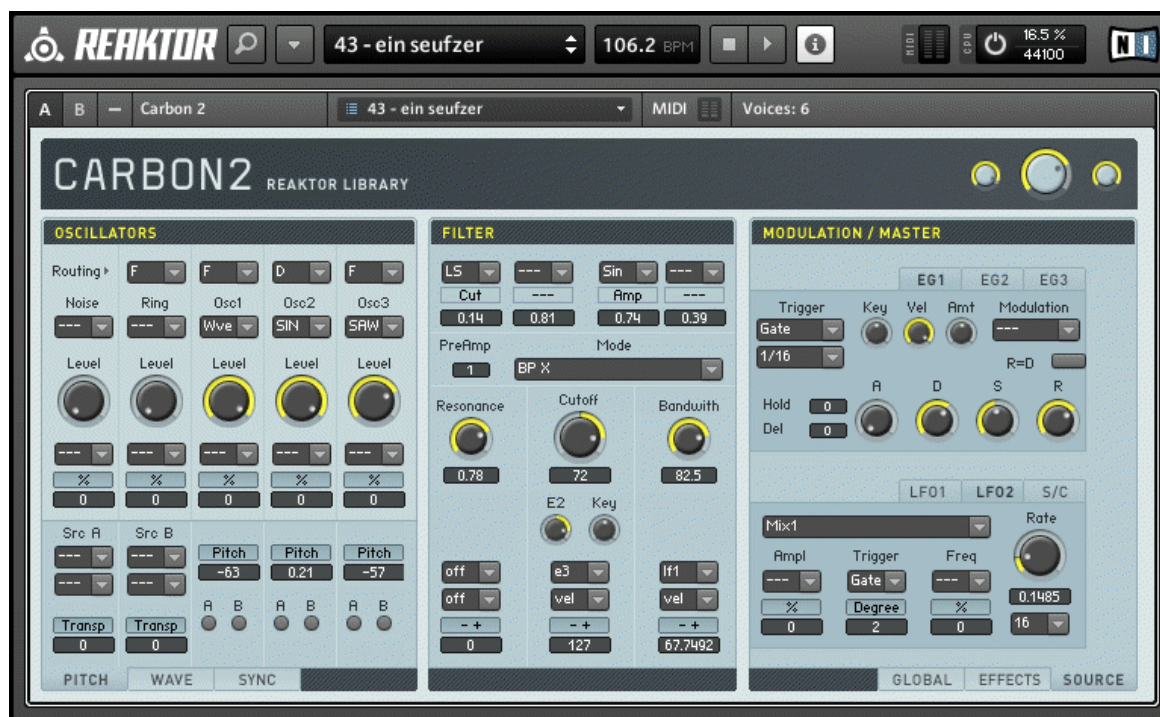 REAKTOR 43 - ein seufzer 106.2 BPM MIDI CPU 16.5 % 44100 NI
A B – Carbon 2 43 - ein seufzer MIDI Voices: 6
CARBON2 REAKTOR LIBRARY
OSCILLATORS
Routing F F D F
Noise Ring Osc1 Osc2 Osc3
--- --- Wve SIN SAW
Level Level Level Level Level
--- --- --- --- ---
% % % % %
0 0 0 0 0
Src A Src B
--- --- Pitch Pitch Pitch
--- --- -63 0.21 -57
A B A B A B
Transp Transp
0 0
PITCH WAVE SYNC
FILTER
LS --- Sin ---
Cut --- Amp ---
0.14 0.81 0.74 0.39
PreAmp Mode
1 BP X
Resonance Cutoff Bandwith
0.78 72 82.5
E2 Key
off e3 lf1
off vel vel
- + - + - +
0 127 67.7492
MODULATION / MASTER
EG1 EG2 EG3
Trigger Key Vel Amt Modulation
Gate ---
1/16 R=D
A D S R
Hold 0
Del 0
LFO1 LFO2 S/C
Mix1 Rate
Ampl Trigger Freq
--- Gate ---
% Degree % 0.1485
0 2 0 16
GLOBAL EFFECTS SOURCE